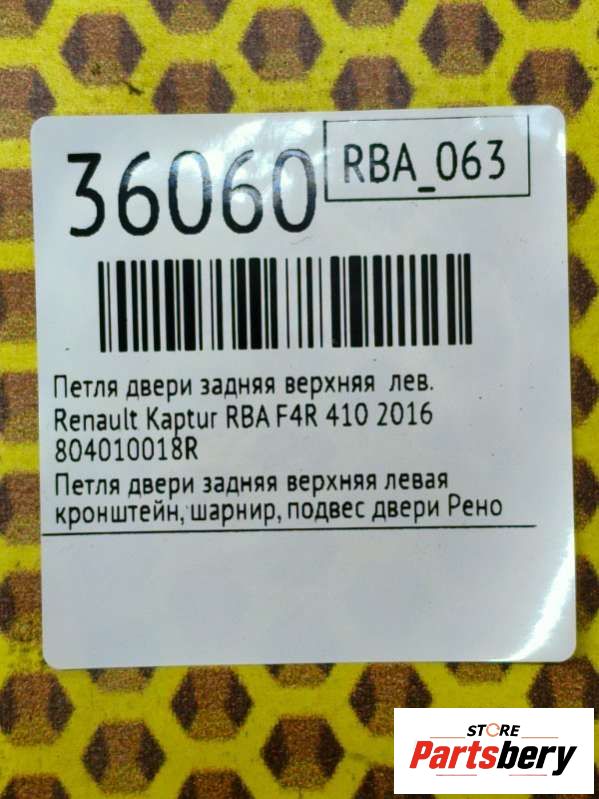 36060
RBA_063
Петля двери задняя верхняя лев.
Renault Kaptur RBA F4R 410 2016
804010018R
Петля двери задняя верхняя левая
кронштейн, шарнир, подвес двери Рено
STORE
Partsbery